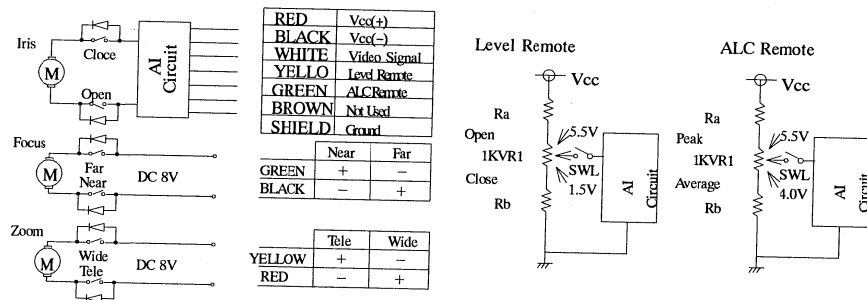 Iris
M
Cloce
Open
AI
Circuit
RED Vcc(+)
BLACK Vcc(−)
WHITE Video Signal
YELLO Level Remote
GREEN ALC Remote
BROWN Not Used
SHIELD Ground
Focus
M
Far
Near
DC 8V
Near Far
GREEN + −
BLACK − +
Zoom
M
Wide
Tele
DC 8V
Tele Wide
YELLOW + −
RED − +
Level Remote
Vcc
Ra
Open
5.5V
1KVR1
Close
SWL
1.5V
Rb
AI
Circuit
ALC Remote
Vcc
Ra
Peak
5.5V
1KVR1
Average
SWL
4.0V
Rb
AI
Circuit